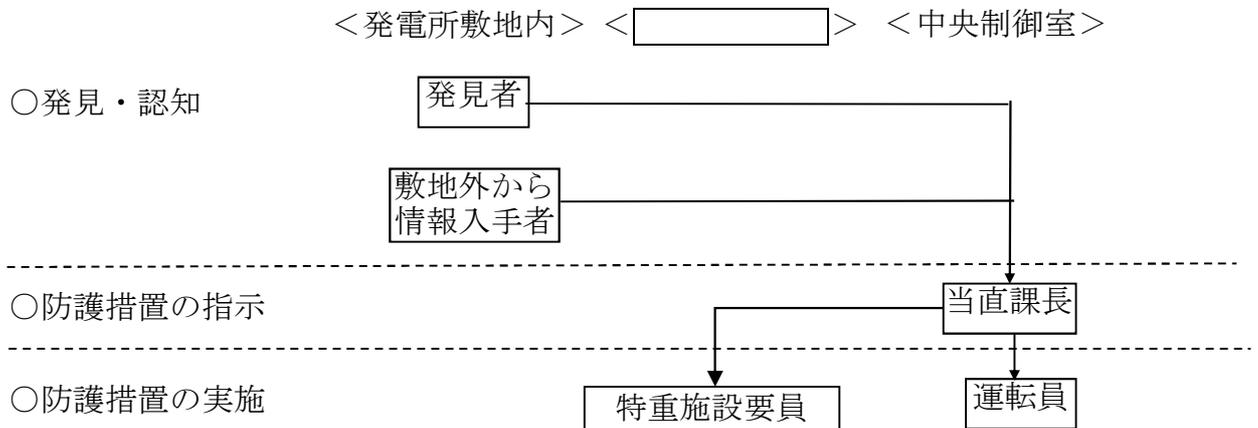 ＜発電所敷地内＞ ＜ ＞ ＜中央制御室＞
○発見・認知
発見者
敷地外から
情報入手者
○防護措置の指示
当直課長
○防護措置の実施
特重施設要員
運転員